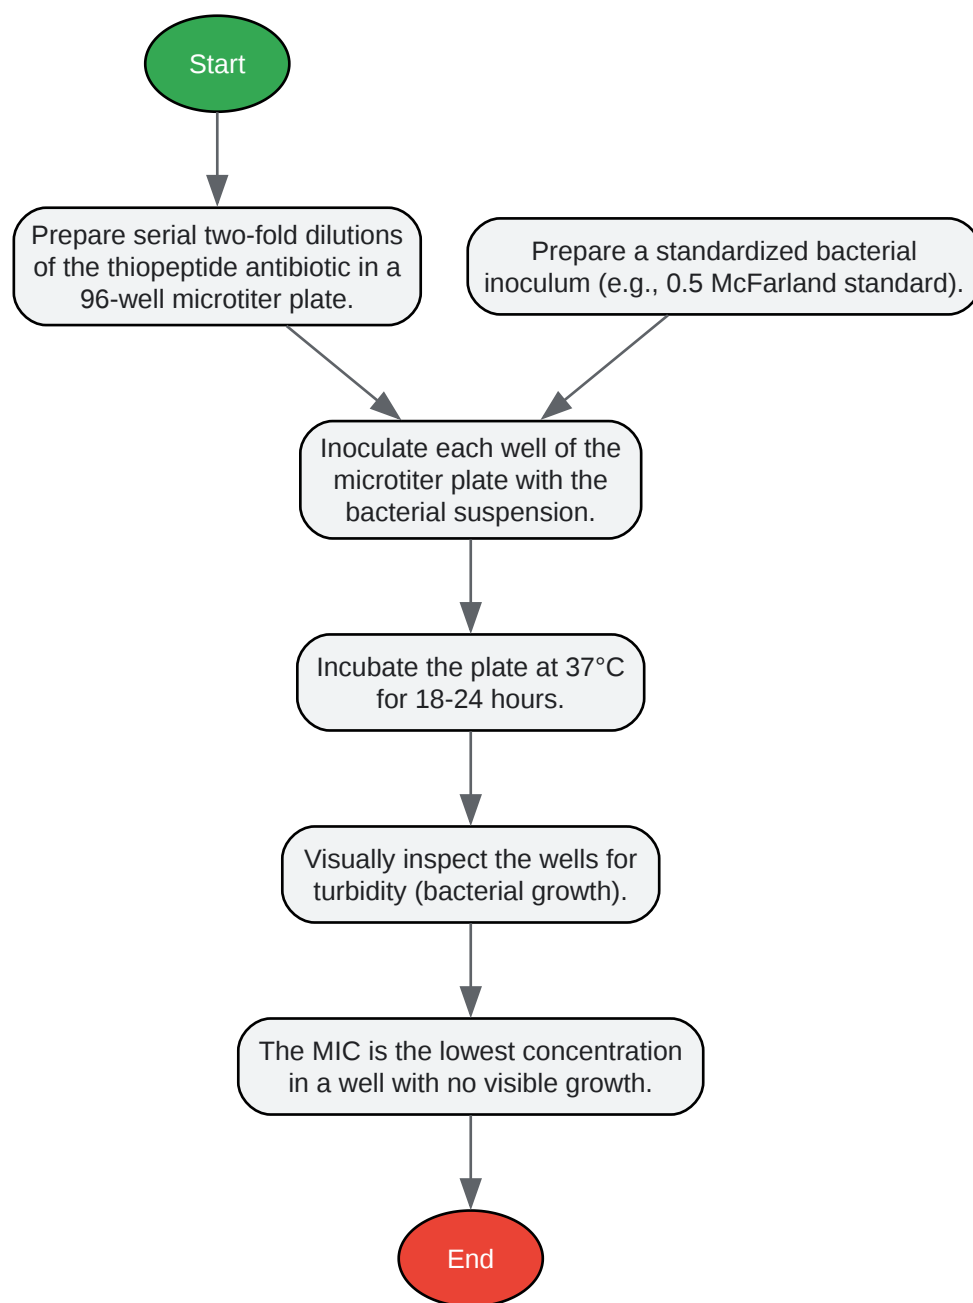 Start
Prepare serial two-fold dilutions
of the thiopeptide antibiotic in a
96-well microtiter plate.
Prepare a standardized bacterial
inoculum (e.g., 0.5 McFarland standard).
Inoculate each well of the
microtiter plate with the
bacterial suspension.
Incubate the plate at 37°C
for 18-24 hours.
Visually inspect the wells for
turbidity (bacterial growth).
The MIC is the lowest concentration
in a well with no visible growth.
End